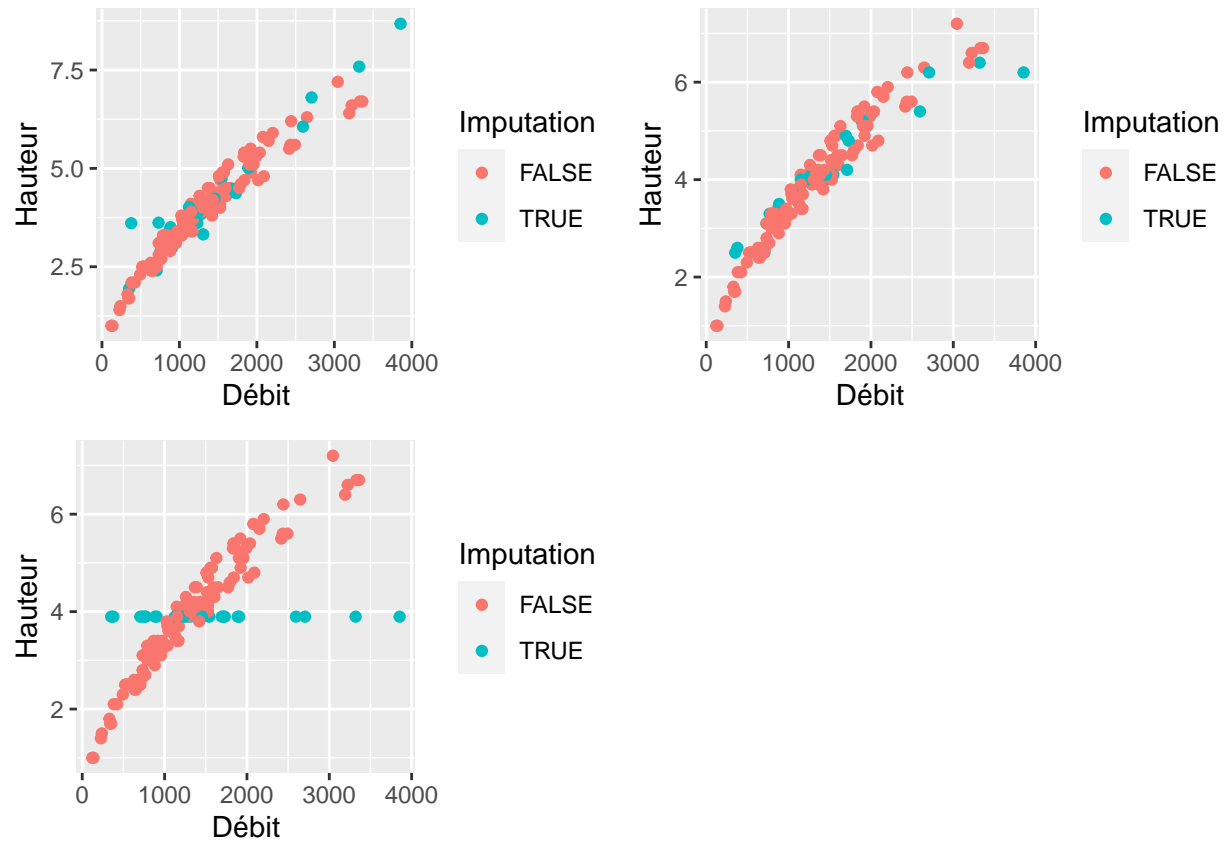 7.5
5.0
2.5
0 1000 2000 3000 4000
Débit
Hauteur
Imputation
FALSE
TRUE
6
4
2
0 1000 2000 3000 4000
Débit
Hauteur
Imputation
FALSE
TRUE
6
4
2
0 1000 2000 3000 4000
Débit
Hauteur
Imputation
FALSE
TRUE